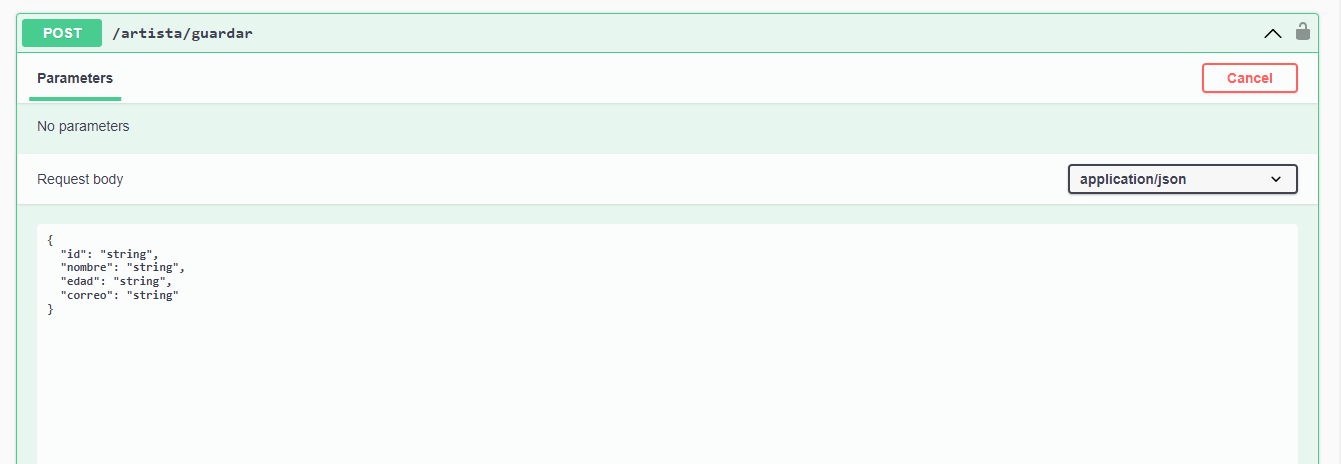 POST /artista/guardar
Parameters
Cancel
No parameters
Request body
application/json
{
  "id": "string",
  "nombre": "string",
  "edad": "string",
  "correo": "string"
}